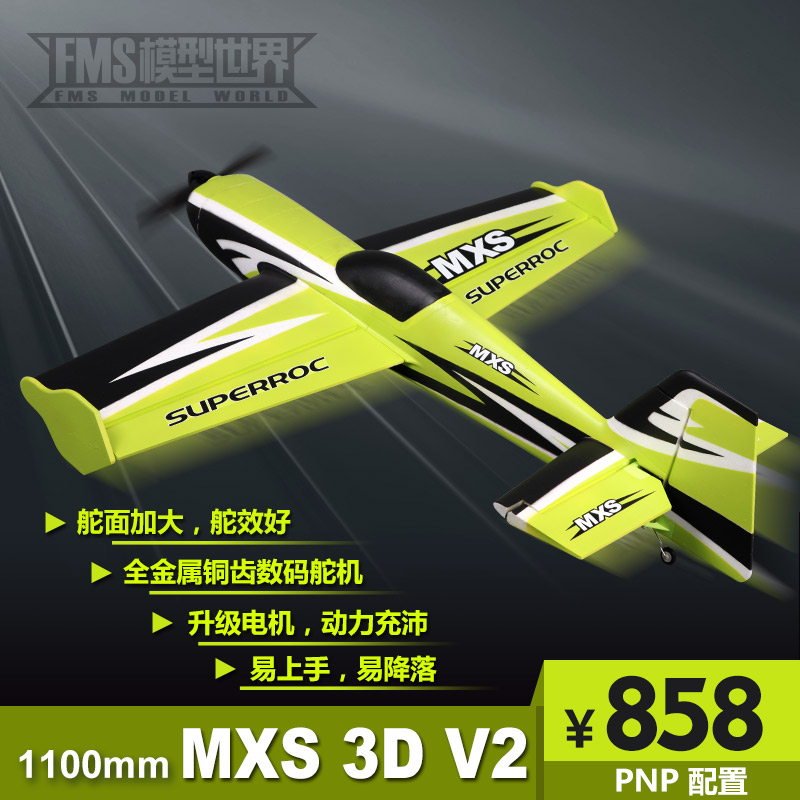 FMS模型世界
FMS MODEL WORLD
MXS
SUPERROC
MXS
SUPERROC
MXS
舵面加大，舵效好
全金属铜齿数码舵机
升级电机，动力充沛
易上手，易降落
1100mm MXS 3D V2
¥858
PNP 配置